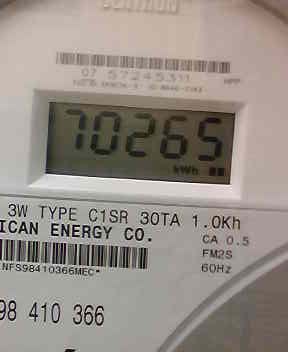 07 57245311
70265
kWh
3W TYPE C1SR 30TA 1.0Kh
ICAN ENERGY CO.
CA 0.5
FM2S
60Hz
NFS98410366MEC*
98 410 366